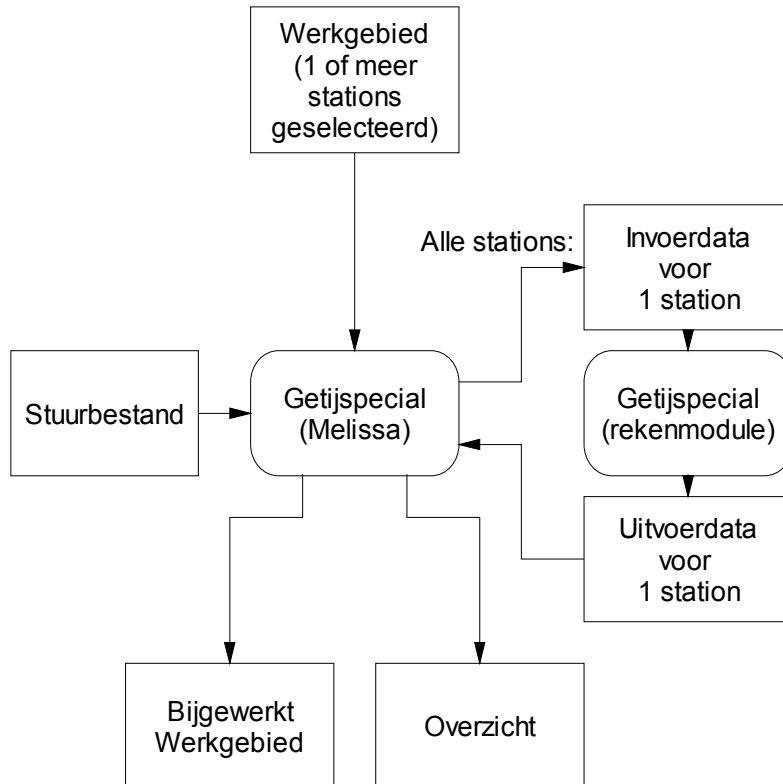 Werkgebied
(1 of meer
stations
geselecteerd)
Alle stations:
Invoerdata
voor
1 station
Stuurbestand
Getijspecial
(Melissa)
Getijspecial
(rekenmodule)
Uitvoerdata
voor
1 station
Bijgewerkt
Werkgebied
Overzicht